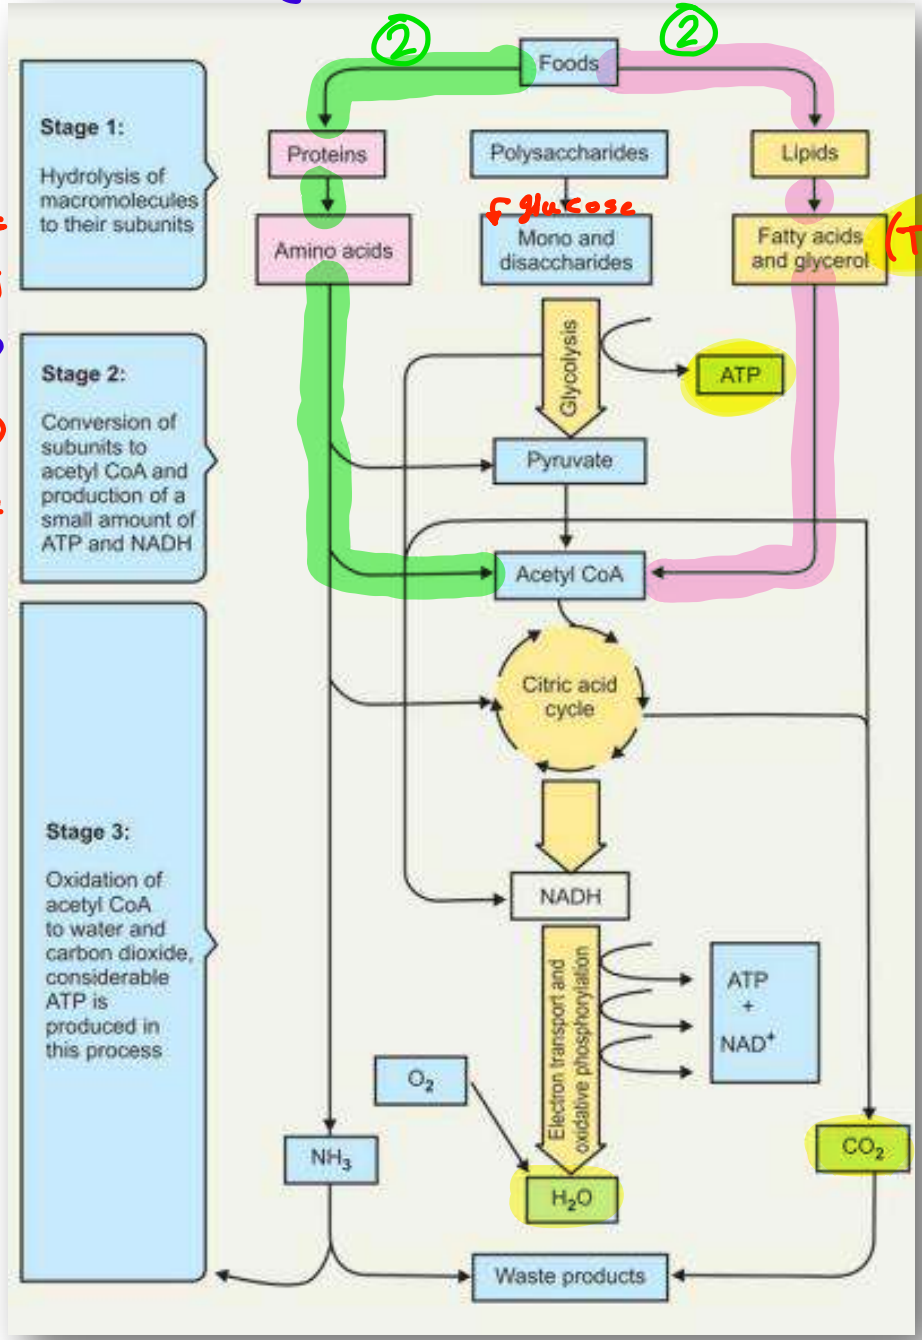 ②
②
Foods
Stage 1:
Hydrolysis of
macromolecules
to their subunits
Proteins
Polysaccharides
Lipids
glucose
Amino acids
Mono and
disaccharides
Fatty acids
and glycerol
(T
Stage 2:
Conversion of
subunits to
acetyl CoA and
production of a
small amount of
ATP and NADH
Glycolysis
ATP
Pyruvate
Acetyl CoA
Citric acid
cycle
Stage 3:
Oxidation of
acetyl CoA
to water and
carbon dioxide,
considerable
ATP is
produced in
this process
NADH
Electron transport and
oxidative phosphorylation
ATP
+
NAD⁺
O₂
NH₃
CO₂
H₂O
Waste products